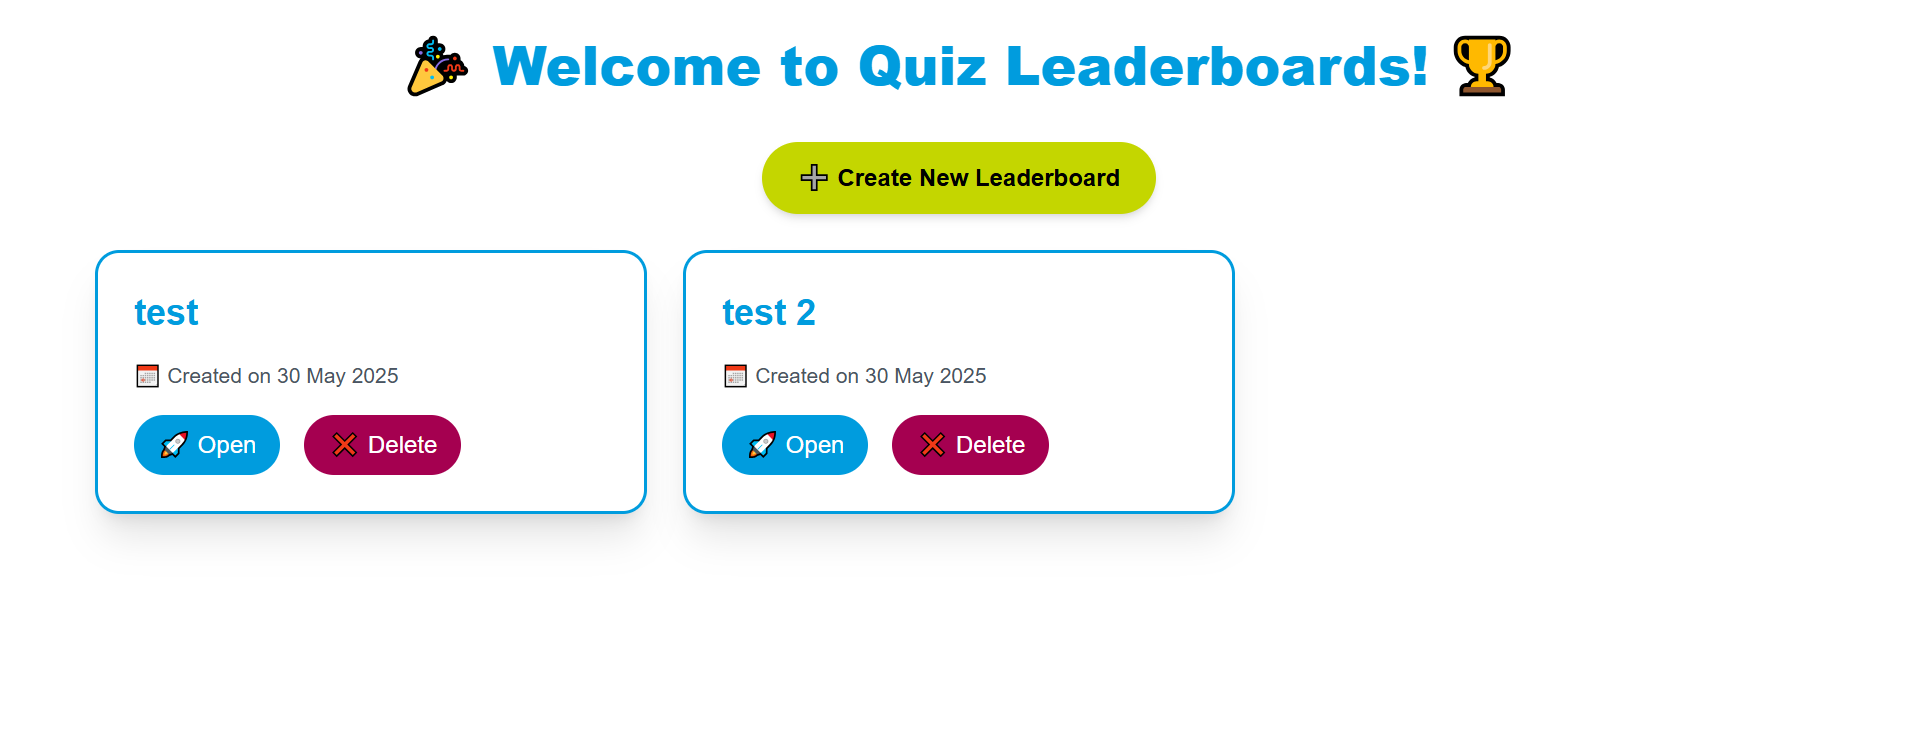 🎉 Welcome to Quiz Leaderboards! 🏆
➕ Create New Leaderboard
test
📅 Created on 30 May 2025
🚀 Open ❌ Delete
test 2
📅 Created on 30 May 2025
🚀 Open ❌ Delete